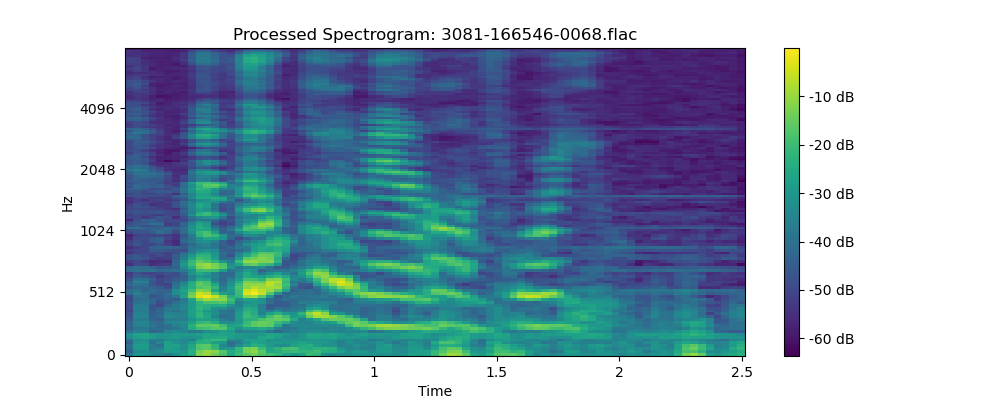 Processed Spectrogram: 3081-166546-0068.flac
Hz
4096
2048
1024
512
0
0
0.5
1
1.5
2
2.5
Time
-10 dB
-20 dB
-30 dB
-40 dB
-50 dB
-60 dB